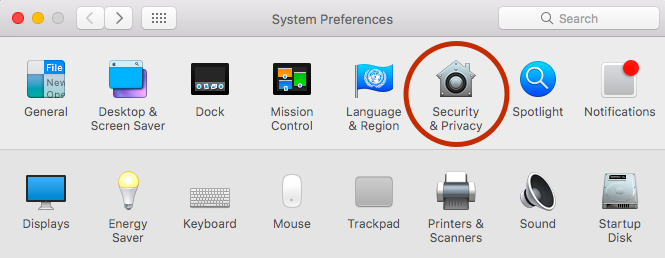 System Preferences
Search
File
New
Ope
General
Desktop &
Screen Saver
Dock
Mission
Control
Language
& Region
Security
& Privacy
Spotlight
Notifications
Displays
Energy
Saver
Keyboard
Mouse
Trackpad
Printers &
Scanners
Sound
Startup
Disk